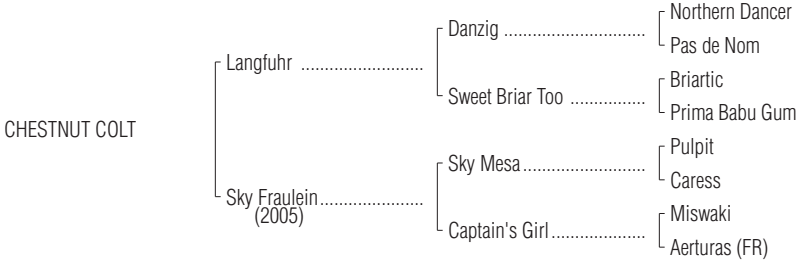 Northern Dancer
Danzig ..............................
Pas de Nom
Langfuhr ..........................
Briartic
Sweet Briar Too ................
Prima Babu Gum
CHESTNUT COLT
Pulpit
Sky Mesa..........................
Caress
Sky Fraulein......................
(2005)
Miswaki
Captain's Girl....................
Aerturas (FR)